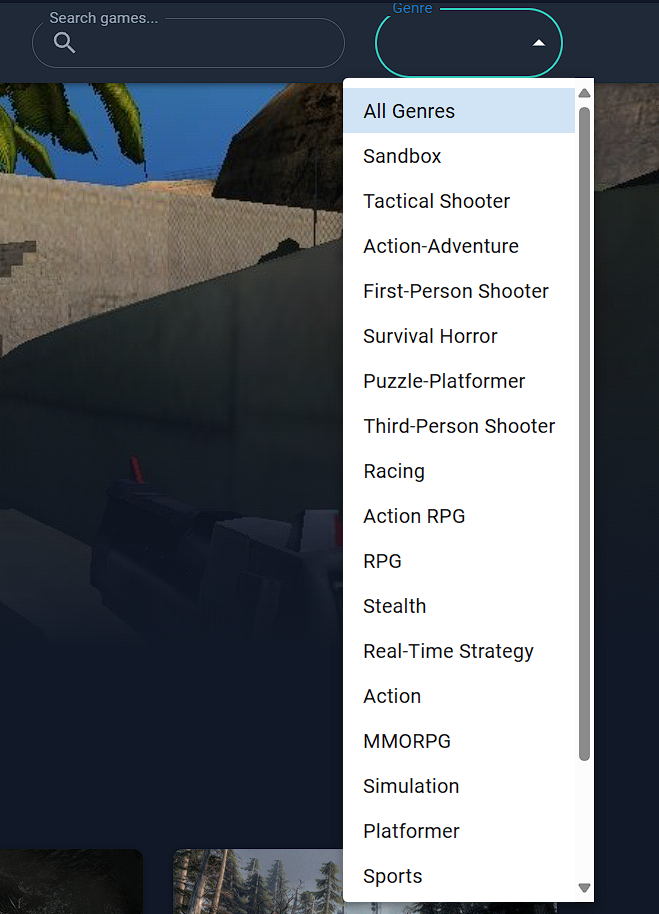 Search games...
Genre
All Genres
Sandbox
Tactical Shooter
Action-Adventure
First-Person Shooter
Survival Horror
Puzzle-Platformer
Third-Person Shooter
Racing
Action RPG
RPG
Stealth
Real-Time Strategy
Action
MMORPG
Simulation
Platformer
Sports